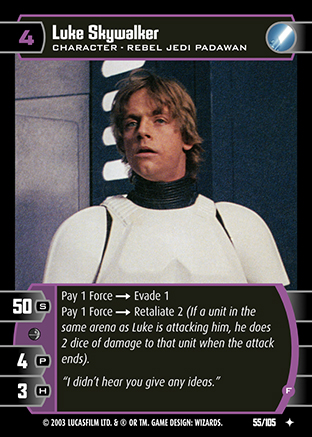 4 Luke Skywalker
CHARACTER · REBEL JEDI PADAWAN
50 S
Pay 1 Force → Evade 1
Pay 1 Force → Retaliate 2 (If a unit in the
same arena as Luke is attacking him, he does
2 dice of damage to that unit when the attack
ends).
4 P
3 H
“I didn’t hear you give any ideas.”
F
© 2003 LUCASFILM LTD. & ® OR TM. GAME DESIGN: WIZARDS.
55/105